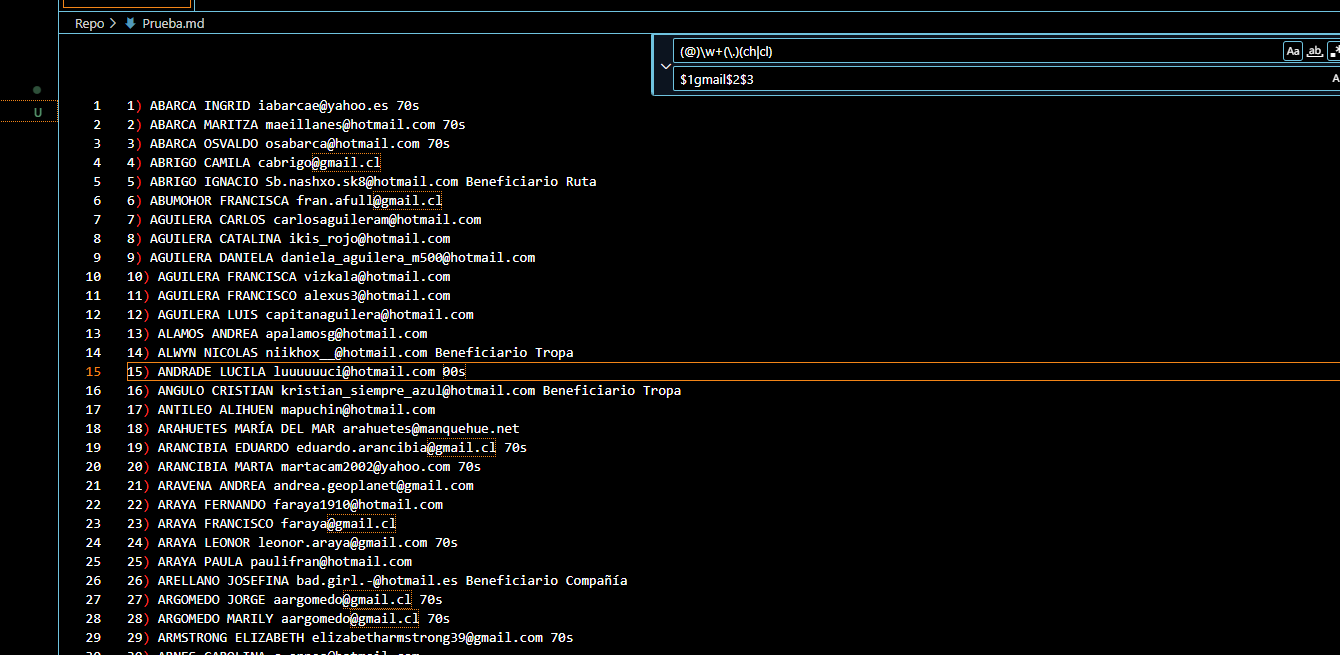 Repo > Prueba.md
(@)\w+(\.)(ch|cl)
Aa ab
$1gmail$2$3
U
1 1) ABARCA INGRID iabarcae@yahoo.es 70s
2 2) ABARCA MARITZA maeillanes@hotmail.com 70s
3 3) ABARCA OSVALDO osabarca@hotmail.com 70s
4 4) ABRIGO CAMILA cabrigo@gmail.cl
5 5) ABRIGO IGNACIO Sb.nashxo.sk8@hotmail.com Beneficiario Ruta
6 6) ABUMOHOR FRANCISCA fran.afull@gmail.cl
7 7) AGUILERA CARLOS carlosaguileram@hotmail.com
8 8) AGUILERA CATALINA ikis_rojo@hotmail.com
9 9) AGUILERA DANIELA daniela_aguilera_m500@hotmail.com
10 10) AGUILERA FRANCISCA vizkala@hotmail.com
11 11) AGUILERA FRANCISCO alexus3@hotmail.com
12 12) AGUILERA LUIS capitanaguilera@hotmail.com
13 13) ALAMOS ANDREA apalamosg@hotmail.com
14 14) ALWYN NICOLAS niikhox__@hotmail.com Beneficiario Tropa
15 15) ANDRADE LUCILA luuuuuuci@hotmail.com 00s
16 16) ANGULO CRISTIAN kristian_siempre_azul@hotmail.com Beneficiario Tropa
17 17) ANTILEO ALIHUEN mapuchin@hotmail.com
18 18) ARAHUETES MARÍA DEL MAR arahuetes@manquehue.net
19 19) ARANCIBIA EDUARDO eduardo.arancibia@gmail.cl 70s
20 20) ARANCIBIA MARTA martacam2002@yahoo.com 70s
21 21) ARAVENA ANDREA andrea.geoplanet@gmail.com
22 22) ARAYA FERNANDO faraya1910@hotmail.com
23 23) ARAYA FRANCISCO faraya@gmail.cl
24 24) ARAYA LEONOR leonor.araya@gmail.com 70s
25 25) ARAYA PAULA paulifran@hotmail.com
26 26) ARELLANO JOSEFINA bad.girl.-@hotmail.es Beneficiario Compañía
27 27) ARGOMEDO JORGE aargomedo@gmail.cl 70s
28 28) ARGOMEDO MARILY aargomedo@gmail.cl 70s
29 29) ARMSTRONG ELIZABETH elizabetharmstrong39@gmail.com 70s